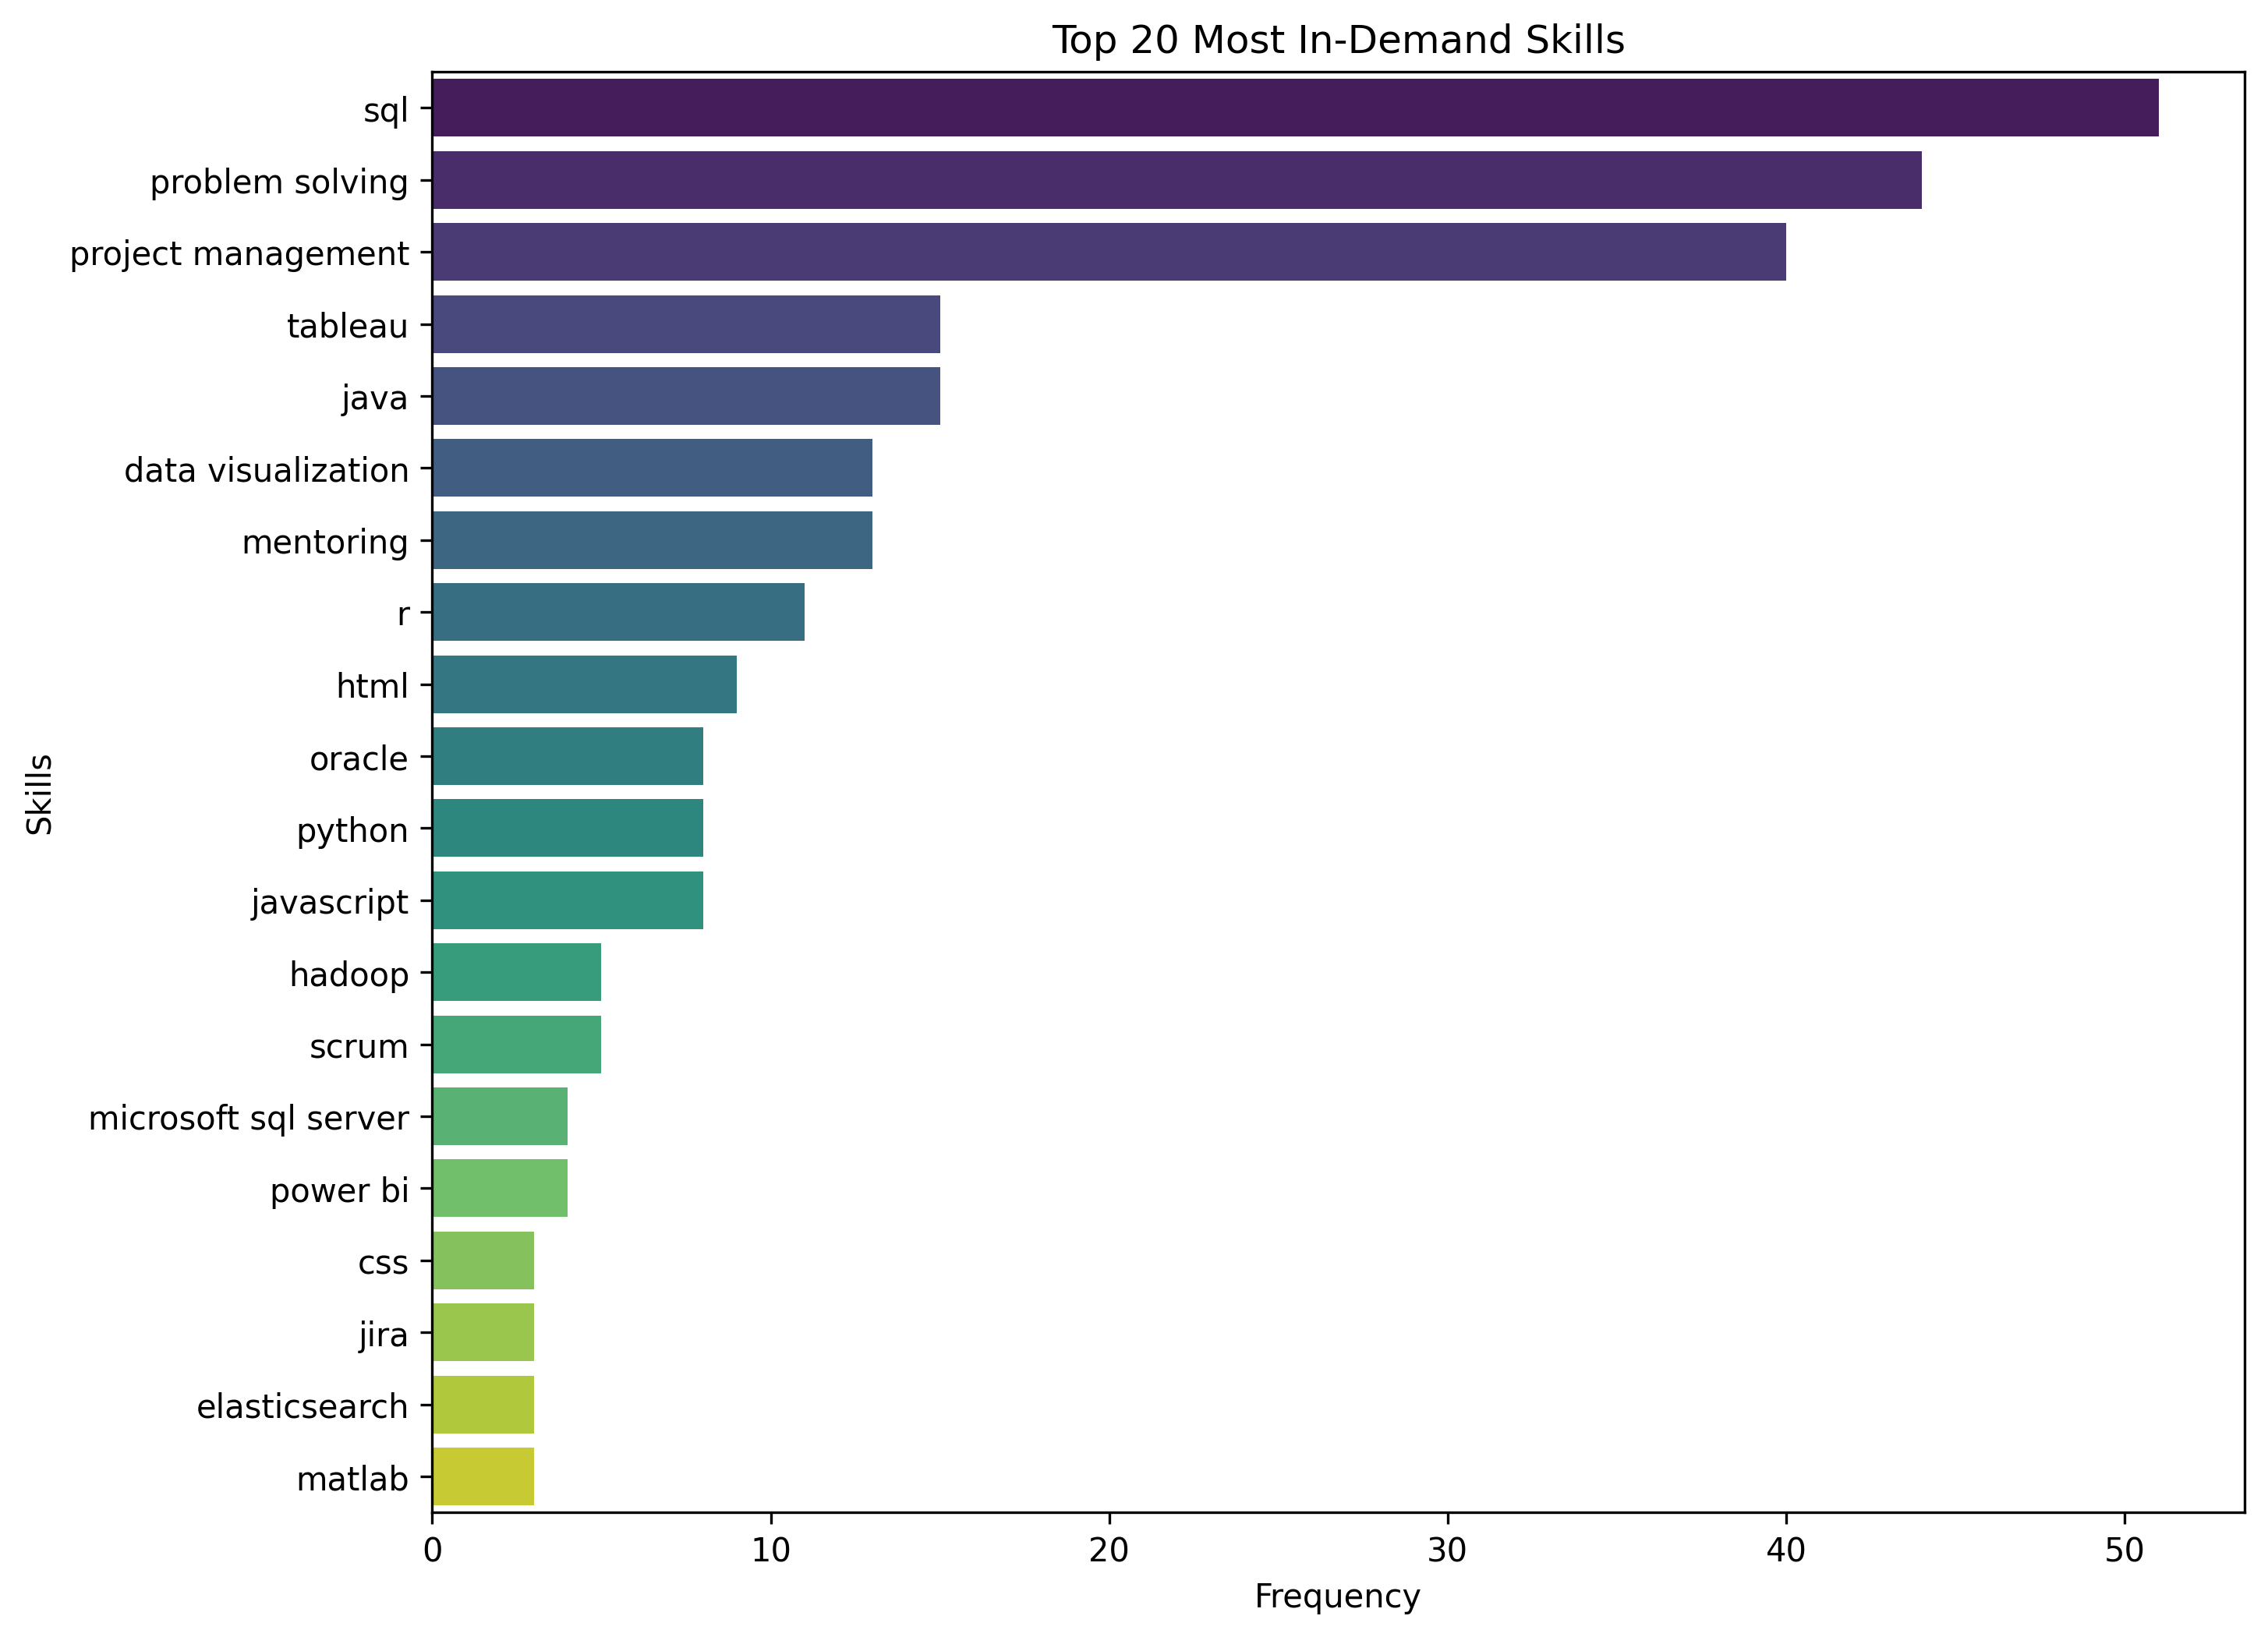 Top 20 Most In-Demand Skills
sql
problem solving
project management
tableau
java
data visualization
mentoring
r
html
oracle
python
javascript
hadoop
scrum
microsoft sql server
power bi
css
jira
elasticsearch
matlab
Skills
0 10 20 30 40 50
Frequency